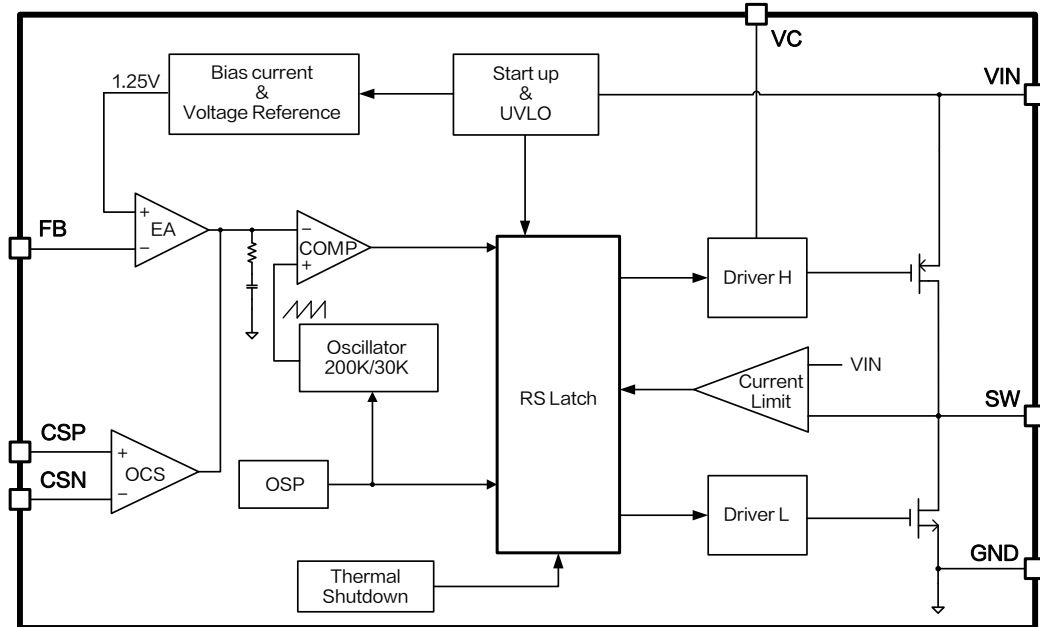 VC
VIN
1.25V
Bias current
&
Voltage Reference
Start up
&
UVLO
FB
+
EA
−
−
COMP
+
Driver H
Oscillator
200K/30K
RS Latch
VIN
Current
Limit
SW
CSP
+
OCS
CSN
−
OSP
Driver L
GND
Thermal
Shutdown